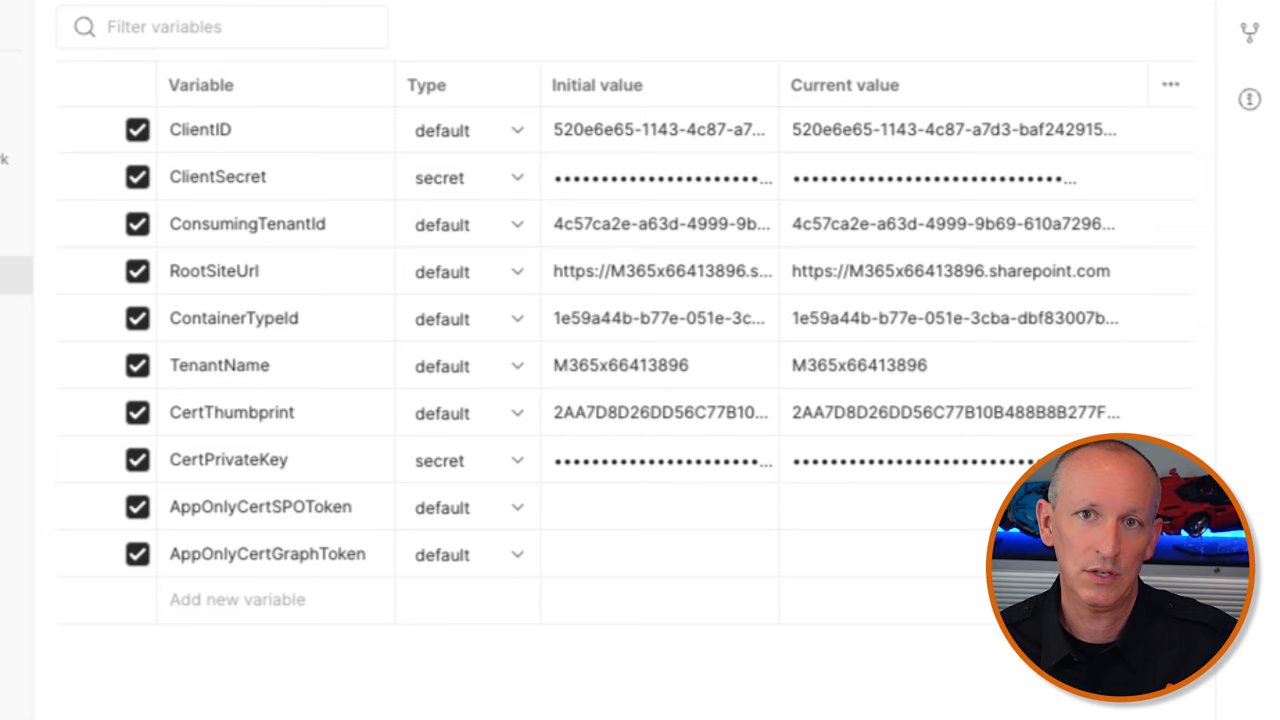 Filter variables
Variable Type Initial value Current value
ClientID default 520e6e65-1143-4c87-a7... 520e6e65-1143-4c87-a7d3-baf242915...
ClientSecret secret •••••••••••••••••••••• ... ••••••••••••••••••••••••••••• ...
ConsumingTenantId default 4c57ca2e-a63d-4999-9b... 4c57ca2e-a63d-4999-9b69-610a7296...
RootSiteUrl default https://M365x66413896.s... https://M365x66413896.sharepoint.com
ContainerTypeId default 1e59a44b-b77e-051e-3c... 1e59a44b-b77e-051e-3cba-dbf83007b...
TenantName default M365x66413896 M365x66413896
CertThumbprint default 2AA7D8D26DD56C77B10... 2AA7D8D26DD56C77B10B488B8B277F...
CertPrivateKey secret •••••••••••••••••••••• ... ••••••••••••••••••••••••••
AppOnlyCertSPOToken default
AppOnlyCertGraphToken default
Add new variable